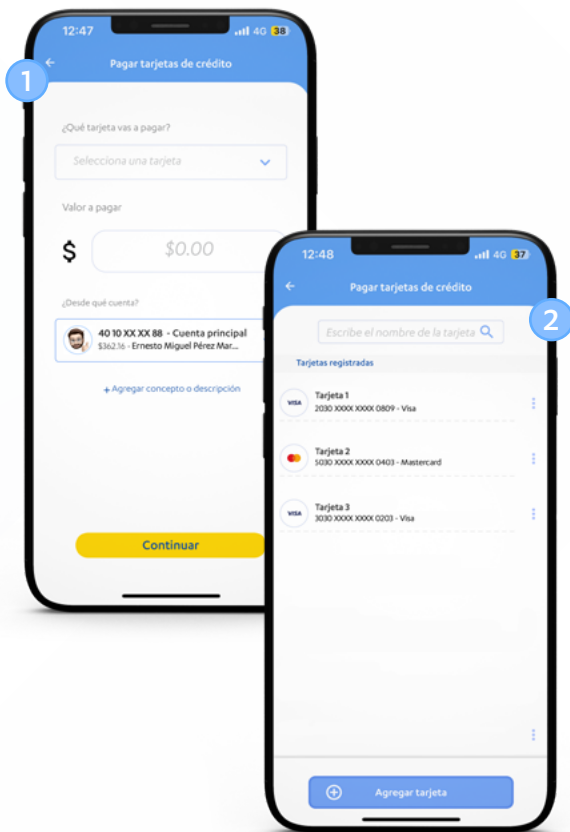 12:47
4G 38
1
Pagar tarjetas de crédito
¿Qué tarjeta vas a pagar?
Selecciona una tarjeta
Valor a pagar
$ $0.00
¿Desde qué cuenta?
40 10 XX XX 88 - Cuenta principal
$362.16 - Ernesto Miguel Pérez Mar...
+ Agregar concepto o descripción
Continuar
12:48
4G 37
Pagar tarjetas de crédito
2
Escribe el nombre de la tarjeta
Tarjetas registradas
VISA
Tarjeta 1
2030 XXXX XXXX 0809 - Visa
Tarjeta 2
5030 XXXX XXXX 0403 - Mastercard
VISA
Tarjeta 3
3030 XXXX XXXX 0203 - Visa
Agregar tarjeta